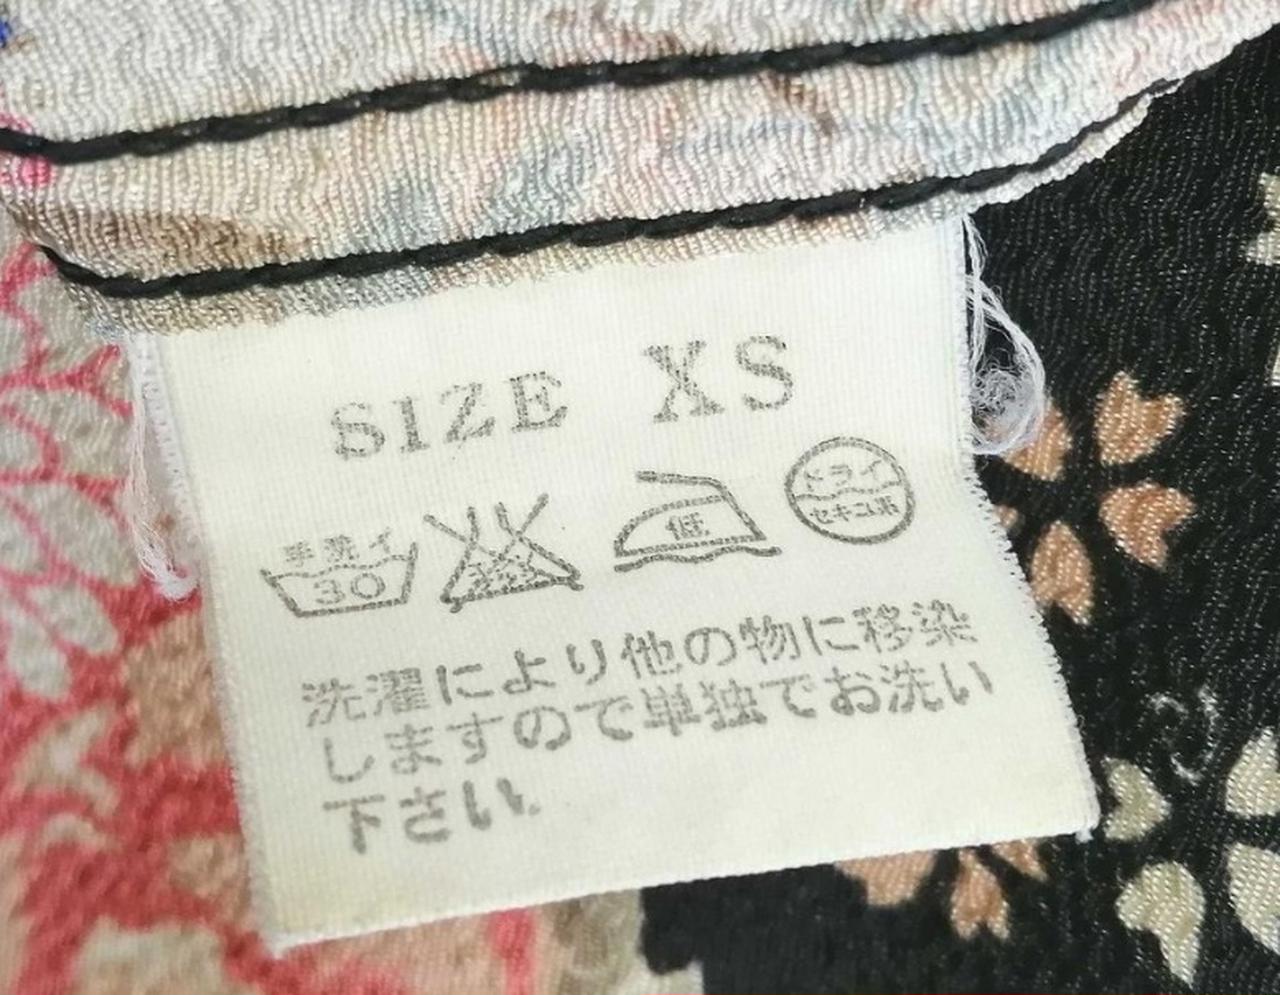 SIZE XS
手洗イ
30
低
ドライ
セキユ系
洗濯により他の物に移染
しますので単独でお洗い
下さい.